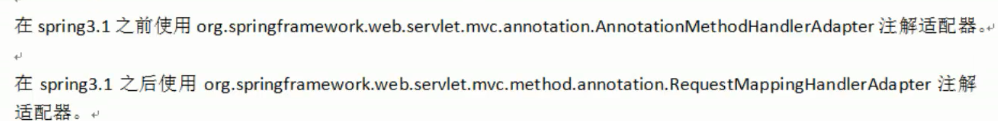 在 spring3.1 之前使用 org.springframework.web.servlet.mvc.annotation.AnnotationMethodHandlerAdapter 注解适配器。
在 spring3.1 之后使用 org.springframework.web.servlet.mvc.method.annotation.RequestMappingHandlerAdapter 注解
适配器。